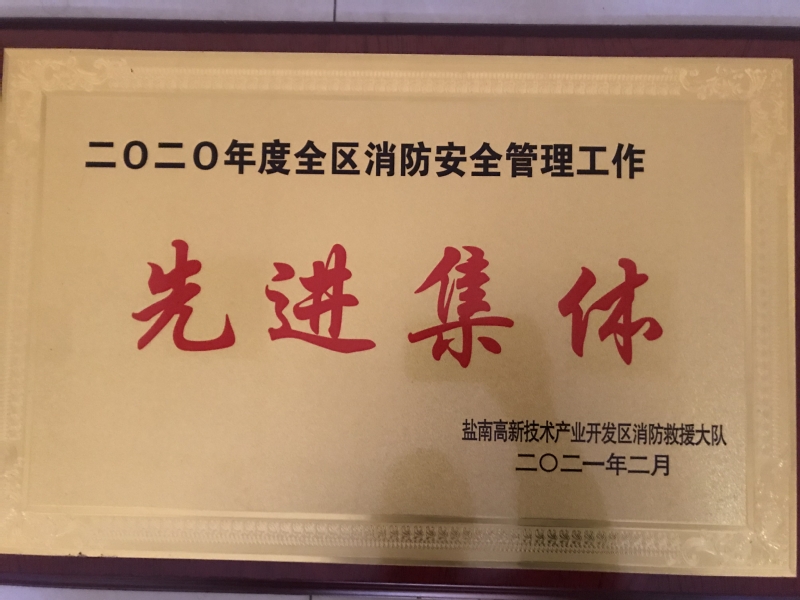 二〇二〇年度全区消防安全管理工作
先进集体
盐南高新技术产业开发区消防救援大队
二〇二一年二月